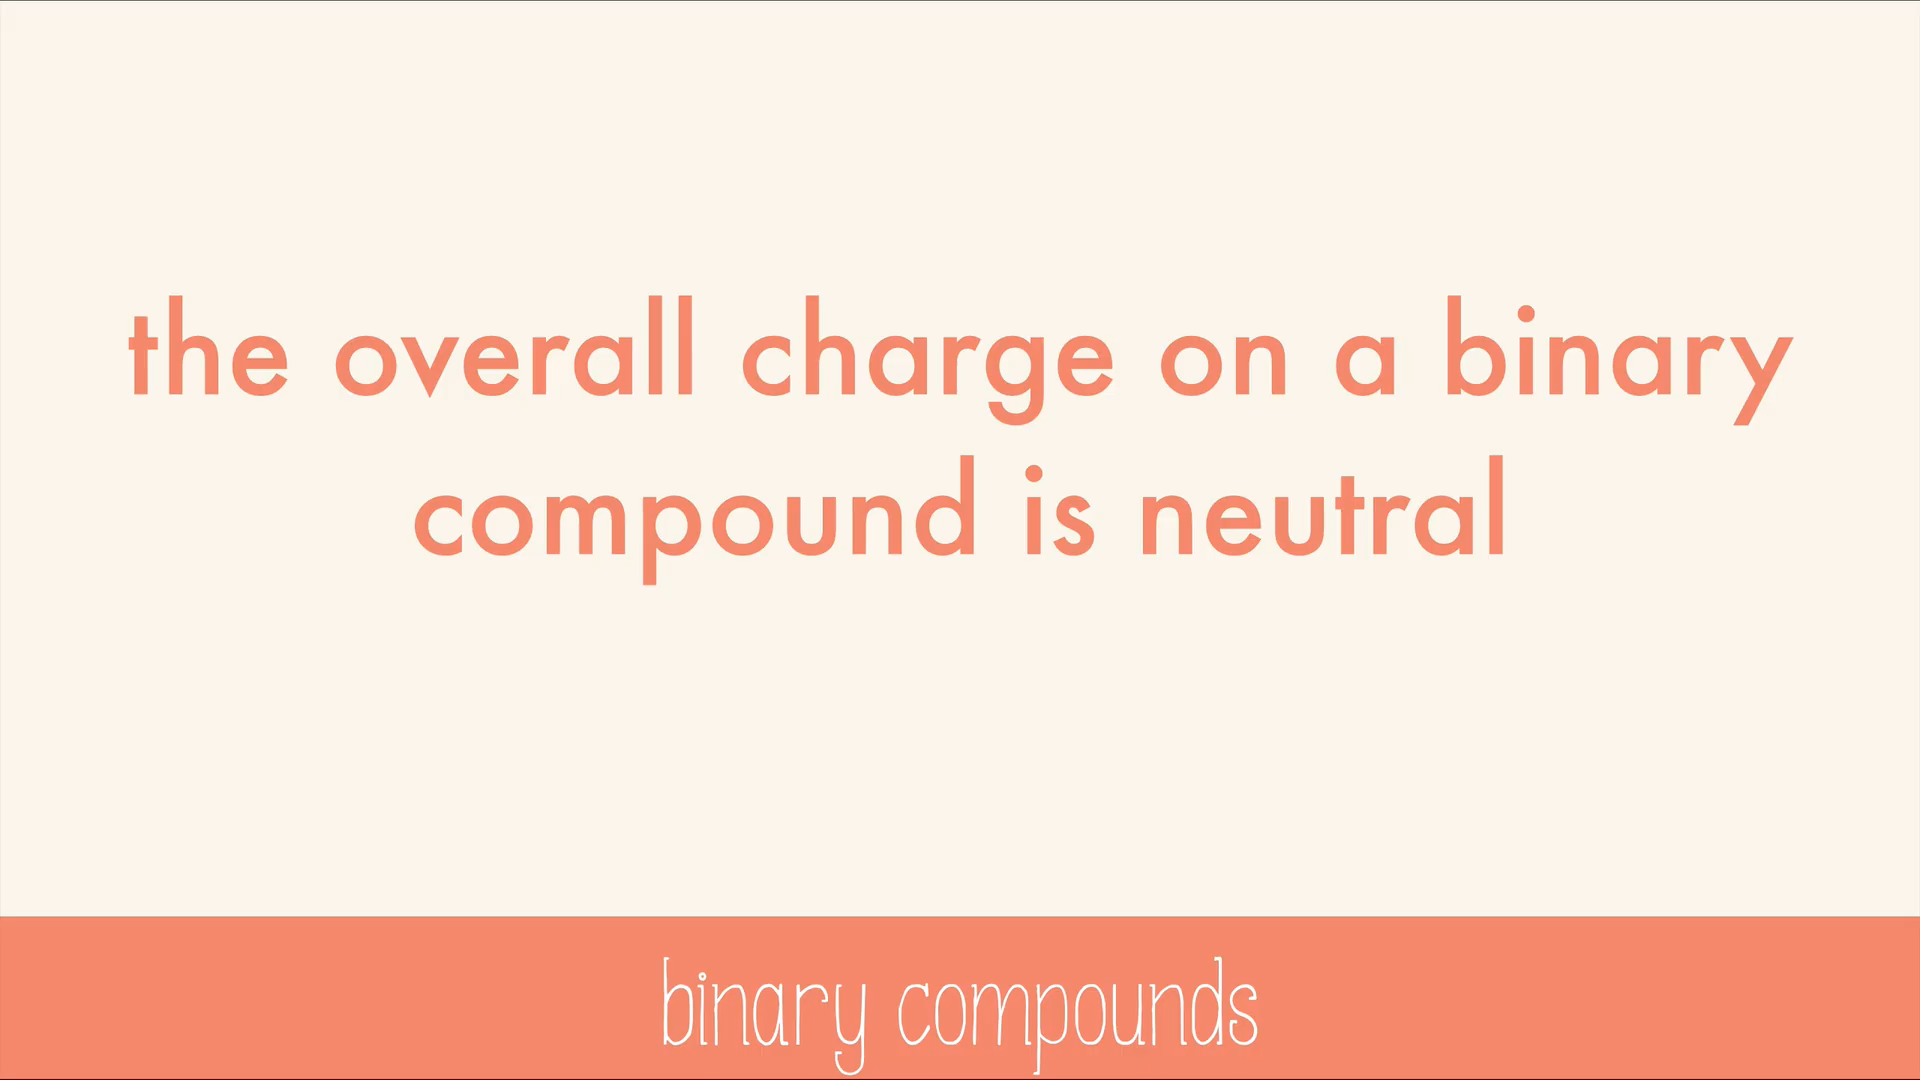 the overall charge on a binary
compound is neutral
binary compounds